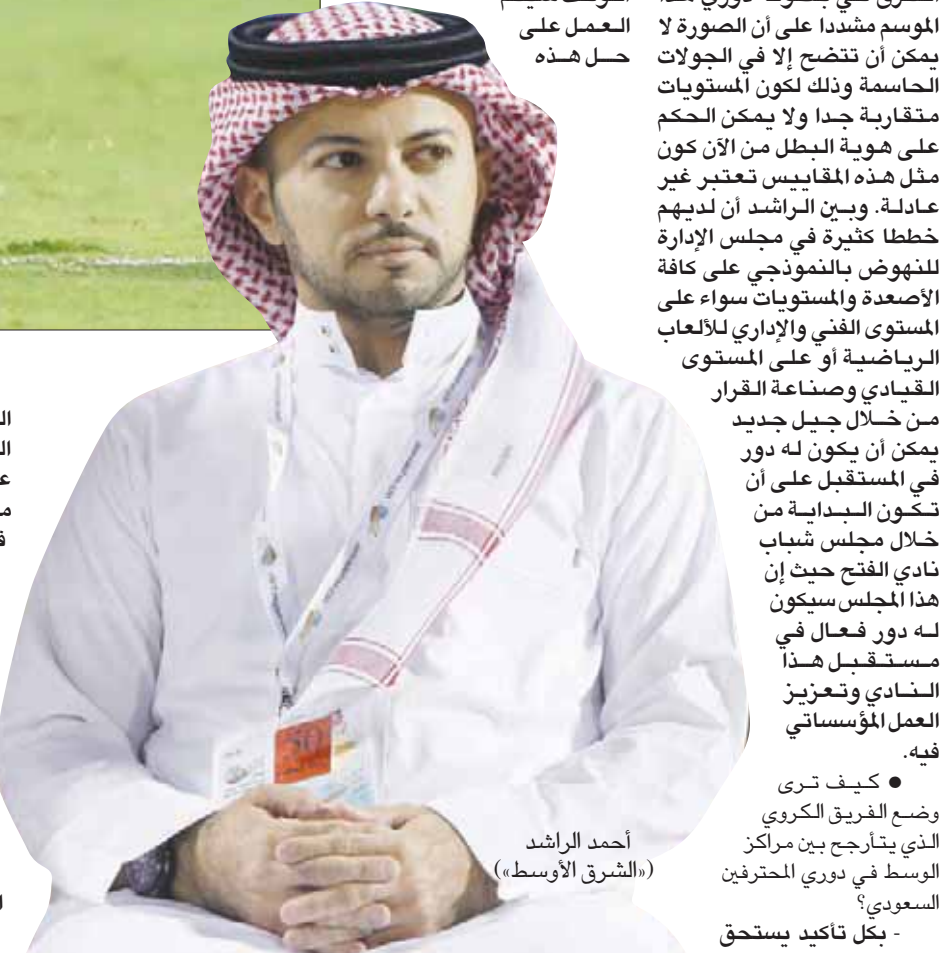 الموسم مشددا على أن الصورة لا
يمكن أن تتضح إلا في الجولات
الحاسمة وذلك لكون المستويات
متقاربة جدا ولا يمكن الحكم
على هوية البطل من الآن كون
مثل هذه المقاييس تعتبر غير
عادلة. وبين الراشد أن لديهم
خططا كثيرة في مجلس الإدارة
للنهوض بالنموذجي على كافة
الأصعدة والمستويات سواء على
المستوى الفني والإداري للألعاب
الرياضية أو على المستوى
القيادي وصناعة القرار
من خلال جيل جديد
يمكن أن يكون له دور
في المستقبل على أن
تكون البداية من
خلال مجلس شباب
نادي الفتح حيث إن
هذا المجلس سيكون
له دور فعال في
مستقبل هذا
النادي وتعزيز
العمل المؤسساتي
فيه.
● كيف ترى
وضع الفريق الكروي
الذي يتأرجح بين مراكز
الوسط في دوري المحترفين
السعودي؟
- بكل تأكيد يستحق
العمل على
حل هذه
أحمد الراشد
(«الشرق الأوسط»)